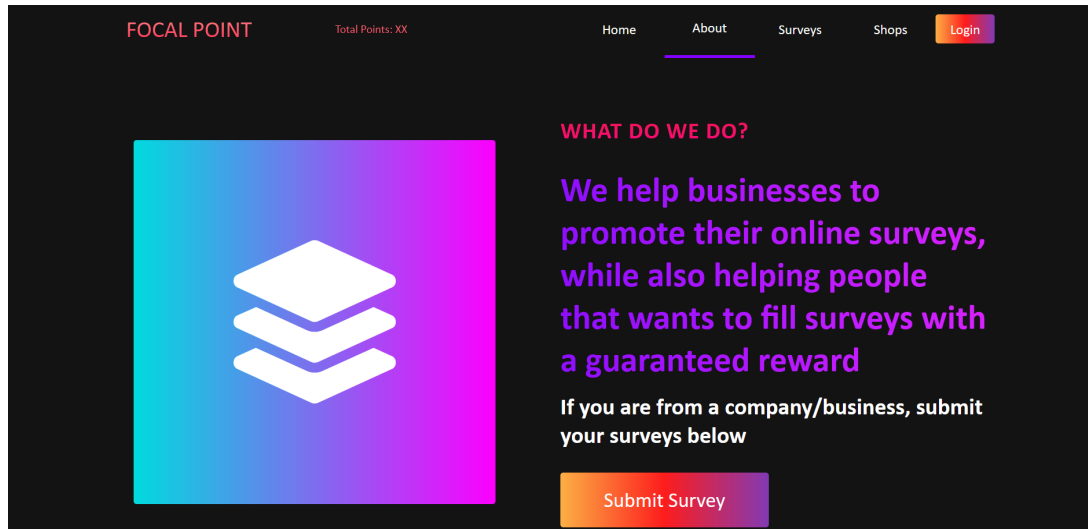 FOCAL POINT
Total Points: XX
Home
About
Surveys
Shops
Login
WHAT DO WE DO?
We help businesses to
promote their online surveys,
while also helping people
that wants to fill surveys with
a guaranteed reward
If you are from a company/business, submit
your surveys below
Submit Survey